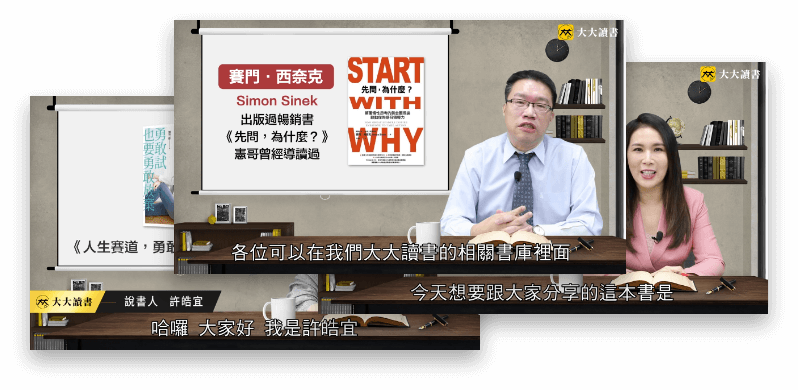 大大讀書
賽門・西奈克
Simon Sinek
出版過暢銷書
《先問，為什麼？》
憲哥曾經導讀過
START
先問，為什麼？
WITH
WHY
各位可以在我們大大讀書的相關書庫裡面
大大讀書
今天想要跟大家分享的這本書是
勇敢試
也要勇敢放棄
《人生賽道，勇敢
大大讀書
說書人 許皓宜
哈囉 大家好 我是許皓宜